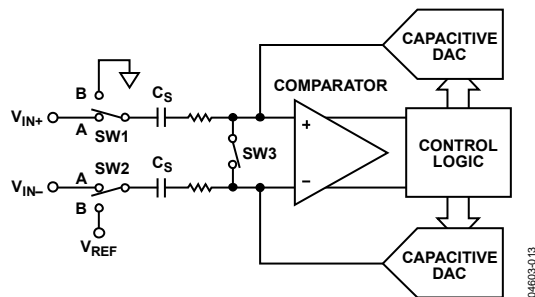 CAPACITIVE
DAC
B
COMPARATOR
CS
VIN+
A
SW1
+
SW3
CONTROL
LOGIC
VIN–
A
SW2
CS
–
B
VREF
CAPACITIVE
DAC
04603-013